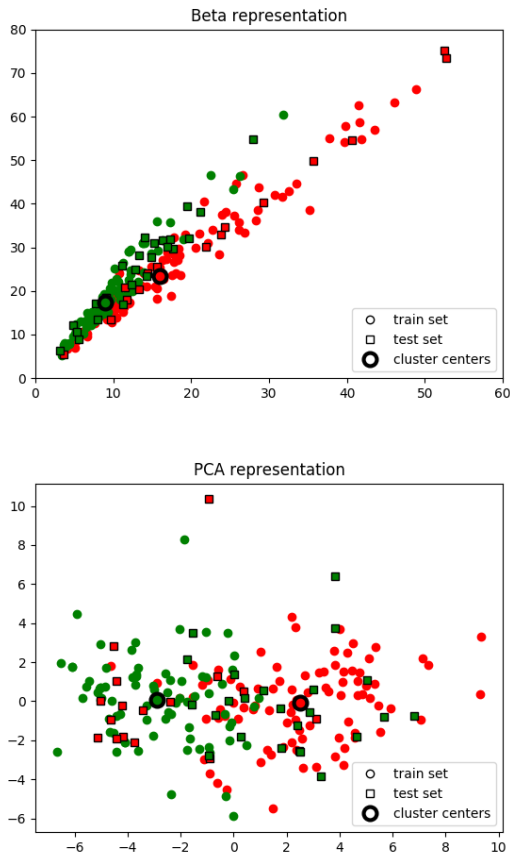 Beta representation
80
70
60
50
40
30
20
10
0
0 10 20 30 40 50 60
train set
test set
cluster centers
PCA representation
10
8
6
4
2
0
−2
−4
−6
−6 −4 −2 0 2 4 6 8 10
train set
test set
cluster centers